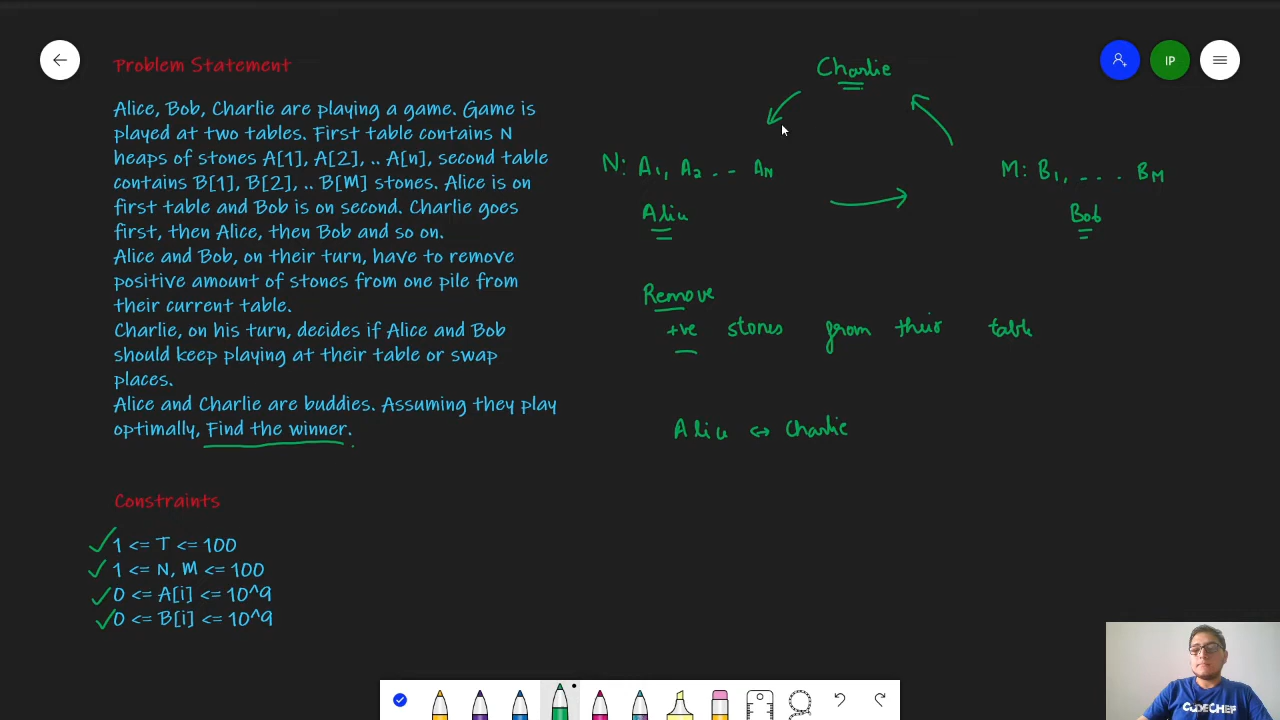 Problem Statement
Alice, Bob, Charlie are playing a game. Game is
played at two tables. First table contains N
heaps of stones A[1], A[2], .. A[n], second table
contains B[1], B[2], .. B[M] stones. Alice is on
first table and Bob is on second. Charlie goes
first, then Alice, then Bob and so on.
Alice and Bob, on their turn, have to remove
positive amount of stones from one pile from
their current table.
Charlie, on his turn, decides if Alice and Bob
should keep playing at their table or swap
places.
Alice and Charlie are buddies. Assuming they play
optimally, Find the winner.
Constraints
1 <= T <= 100
1 <= N, M <= 100
0 <= A[i] <= 10^9
0 <= B[i] <= 10^9
Charlie
N: A1, A2 . .- AN
M: B1, . . . . BM
Alice
Bob
Remove
+ve stones from their table
Alice ↔ Charlie
IP
CODECHEF